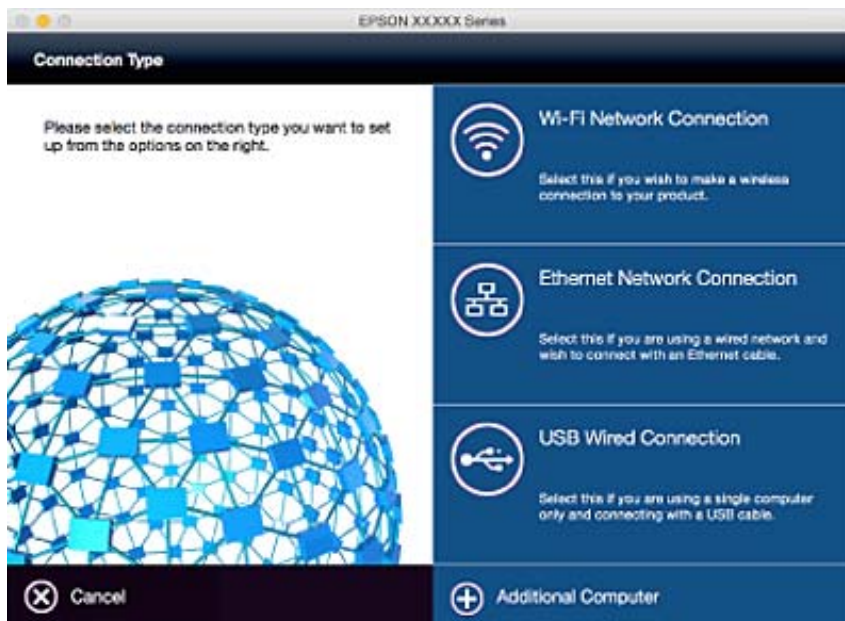 EPSON XXXXX Series
Connection Type
Please select the connection type you want to set
up from the options on the right.
Wi-Fi Network Connection
Select this if you wish to make a wireless
connection to your product.
Ethernet Network Connection
Select this if you are using a wired network and
wish to connect with an Ethernet cable.
USB Wired Connection
Select this if you are using a single computer
only and connecting with a USB cable.
Cancel
Additional Computer